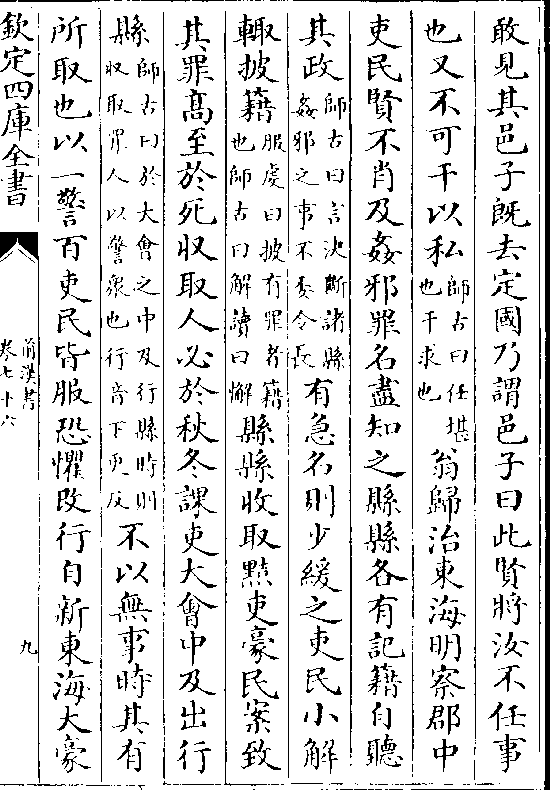 敢見其邑子既去定國乃謂邑子曰此賢將汝不任事
也又不可干以私師古曰任堪也干求也翁歸治東海明察郡中
吏民賢不肖及姦邪罪名盡知之縣縣各有記籍自聽
其政師古曰言決斷諸縣姦邪之事不委令長有急名則少緩之吏民小解
輙披籍服虔曰披有罪者籍也師古曰解讀曰懈縣縣收取黠吏豪民案致
其罪髙至於死收取人必於秋冬課吏大會中及出行
縣師古曰於大會之中及行縣時則收取罪人以警衆也行音下更反不以無事時其有
所取也以一警百吏民皆服恐懼改行自新東海大豪
欽定四庫全書
前漢書
卷七十六
九